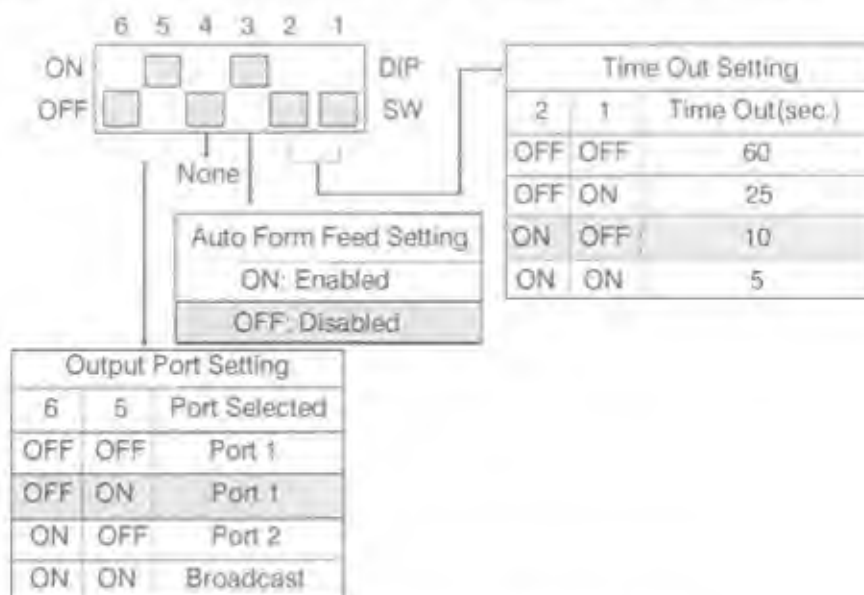 6 5 4 3 2 1
ON DIP
OFF SW
None
Time Out Setting
2 1 Time Out(sec.)
OFF OFF 60
OFF ON 25
ON OFF 10
ON ON 5
Auto Form Feed Setting
ON: Enabled
OFF: Disabled
Output Port Setting
6 5 Port Selected
OFF OFF Port 1
OFF ON Port 1
ON OFF Port 2
ON ON Broadcast